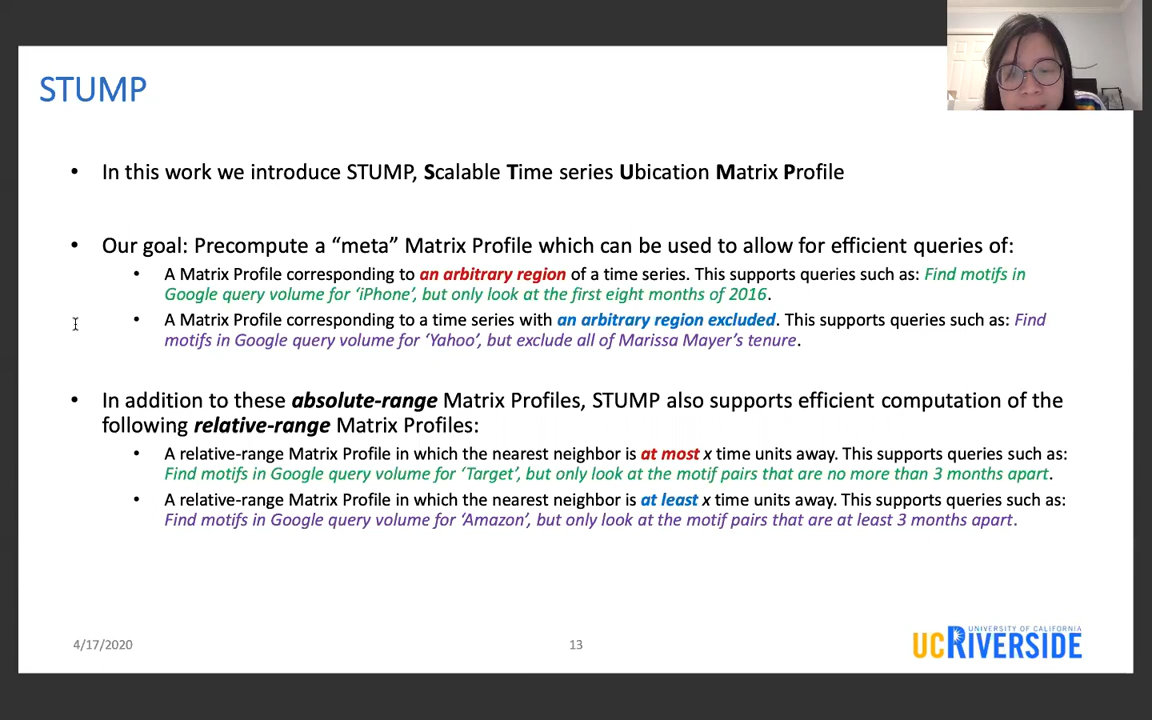 STUMP
• In this work we introduce STUMP, Scalable Time series Ubication Matrix Profile
• Our goal: Precompute a “meta” Matrix Profile which can be used to allow for efficient queries of:
• A Matrix Profile corresponding to an arbitrary region of a time series. This supports queries such as: Find motifs in
Google query volume for ‘iPhone’, but only look at the first eight months of 2016.
• A Matrix Profile corresponding to a time series with an arbitrary region excluded. This supports queries such as: Find
motifs in Google query volume for ‘Yahoo’, but exclude all of Marissa Mayer’s tenure.
• In addition to these absolute-range Matrix Profiles, STUMP also supports efficient computation of the
following relative-range Matrix Profiles:
• A relative-range Matrix Profile in which the nearest neighbor is at most x time units away. This supports queries such as:
Find motifs in Google query volume for ‘Target’, but only look at the motif pairs that are no more than 3 months apart.
• A relative-range Matrix Profile in which the nearest neighbor is at least x time units away. This supports queries such as:
Find motifs in Google query volume for ‘Amazon’, but only look at the motif pairs that are at least 3 months apart.
4/17/2020
13
UNIVERSITY OF CALIFORNIA
UCRIVERSIDE